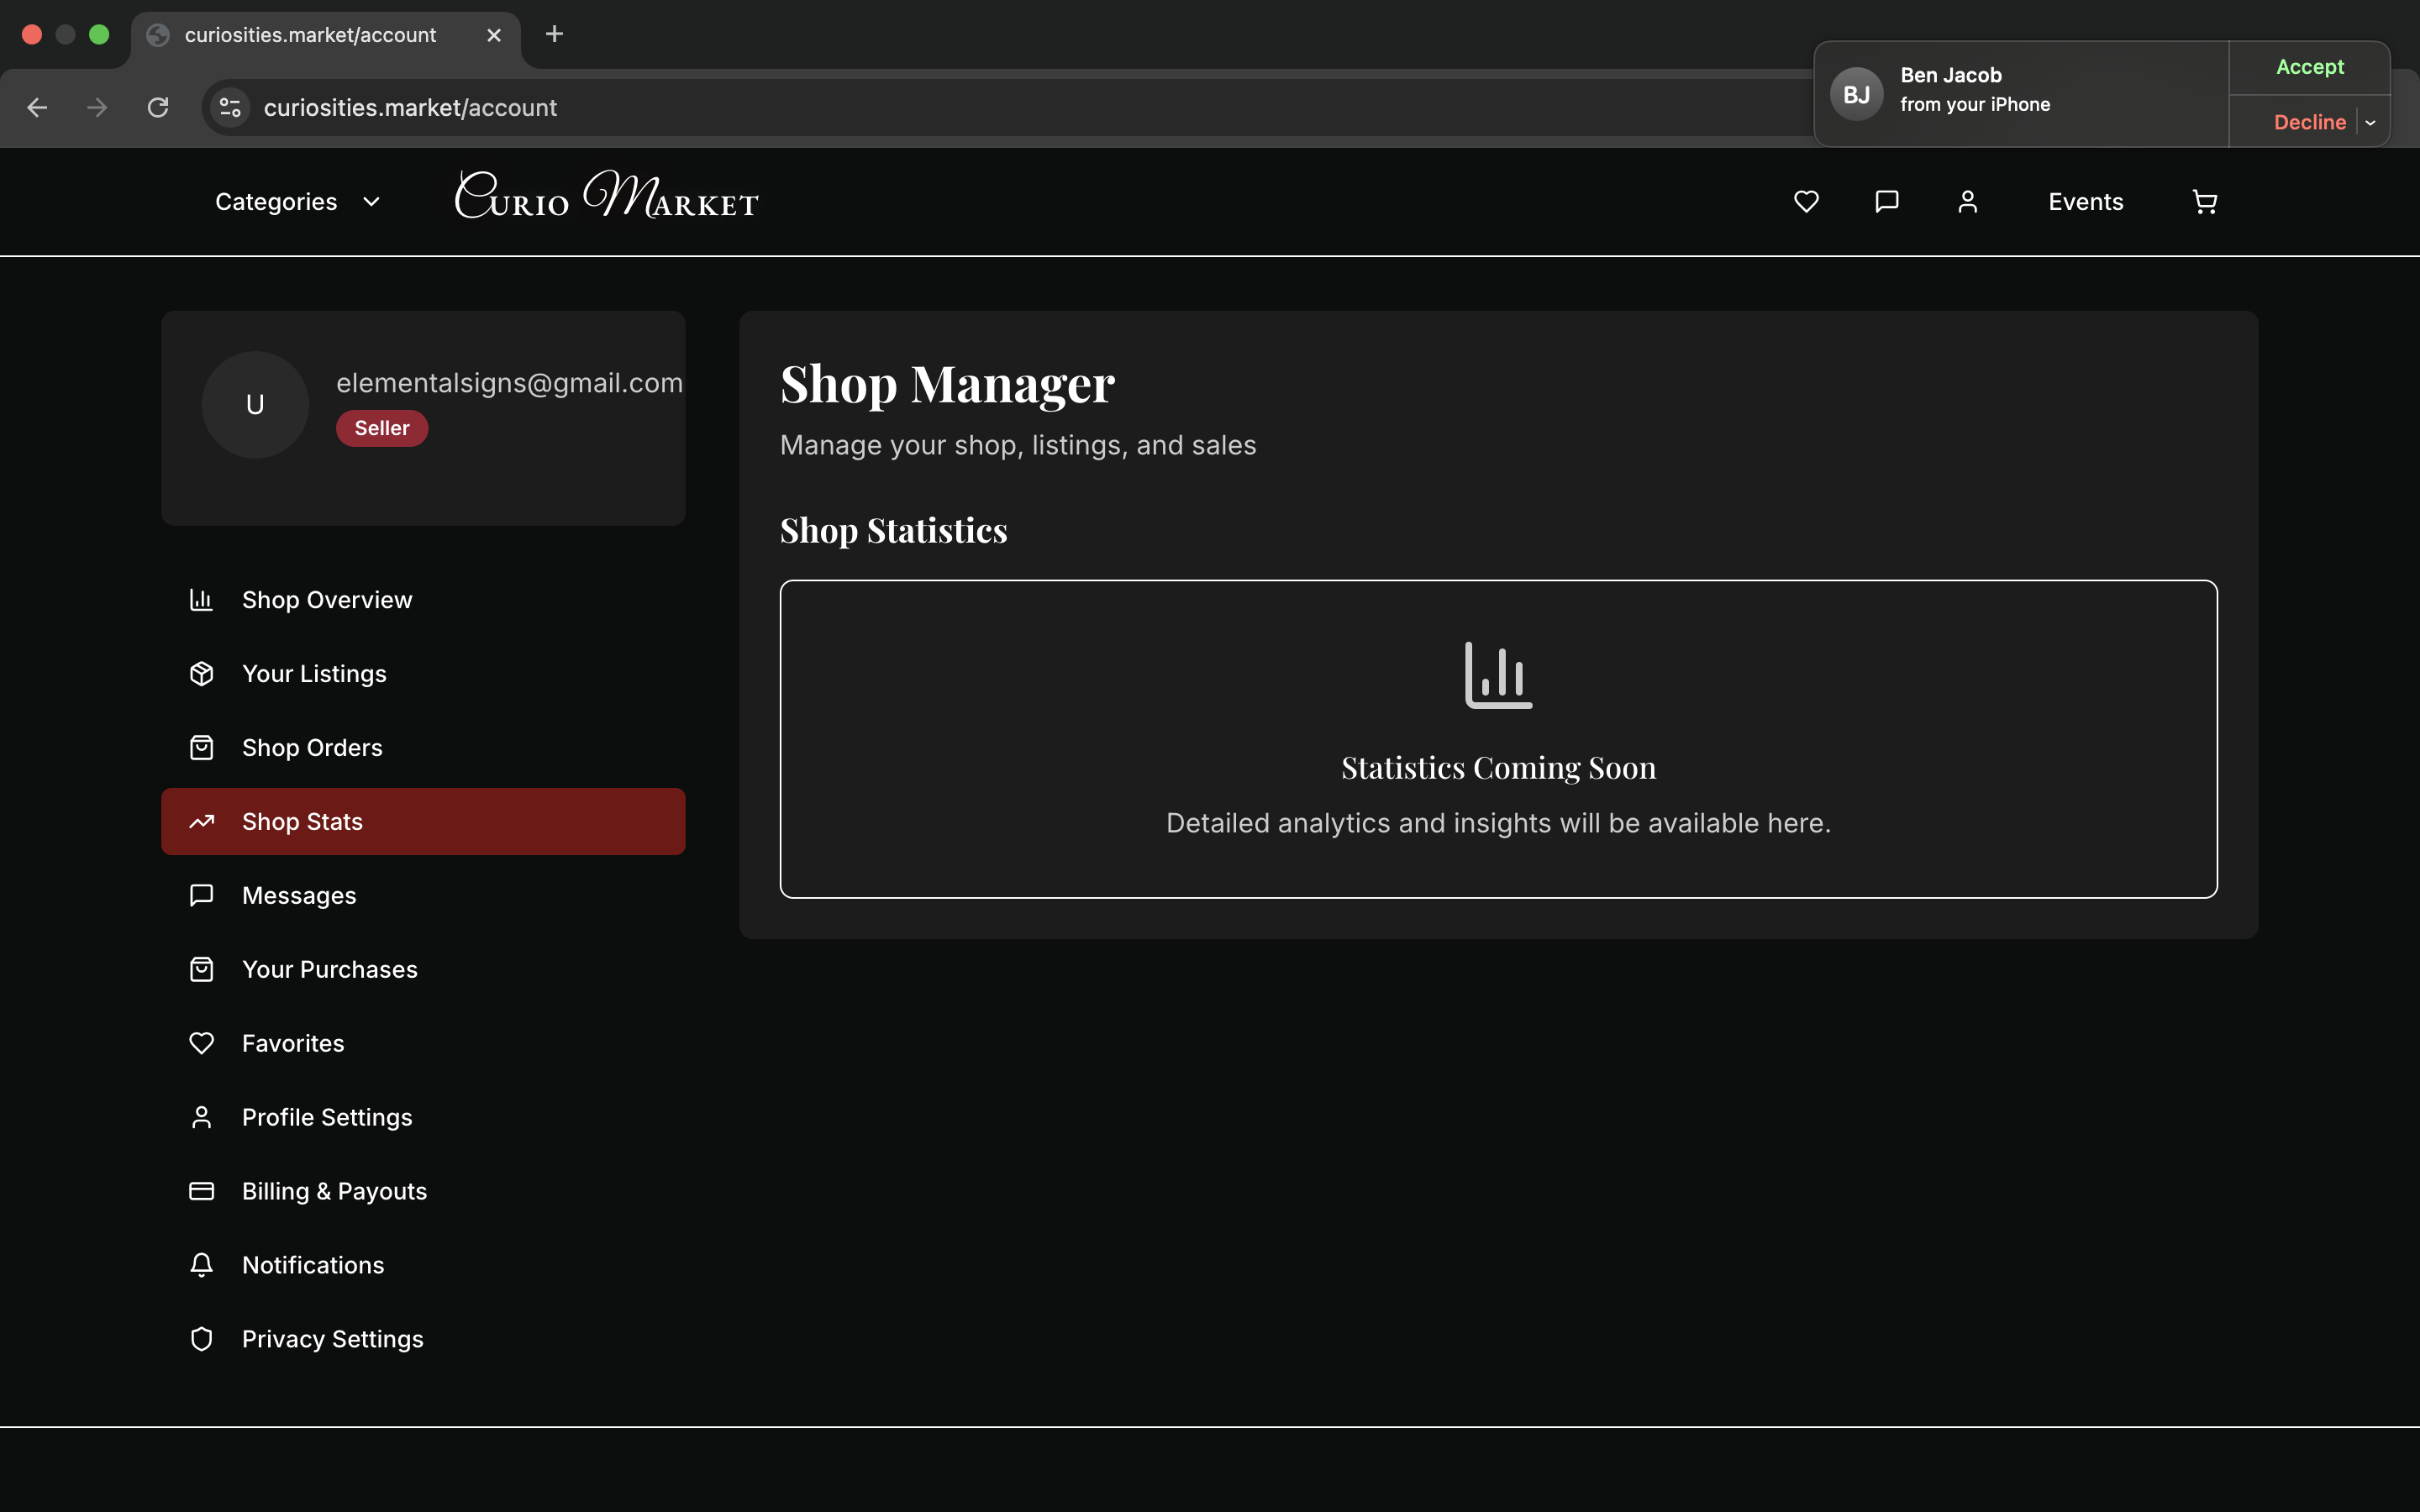 curiosities.market/account
curiosities.market/account
BJ
Ben Jacob
from your iPhone
Accept
Decline
Categories
Curio Market
Events
U
elementalsigns@gmail.com
Seller
Shop Overview
Your Listings
Shop Orders
Shop Stats
Messages
Your Purchases
Favorites
Profile Settings
Billing & Payouts
Notifications
Privacy Settings
Shop Manager
Manage your shop, listings, and sales
Shop Statistics
Statistics Coming Soon
Detailed analytics and insights will be available here.